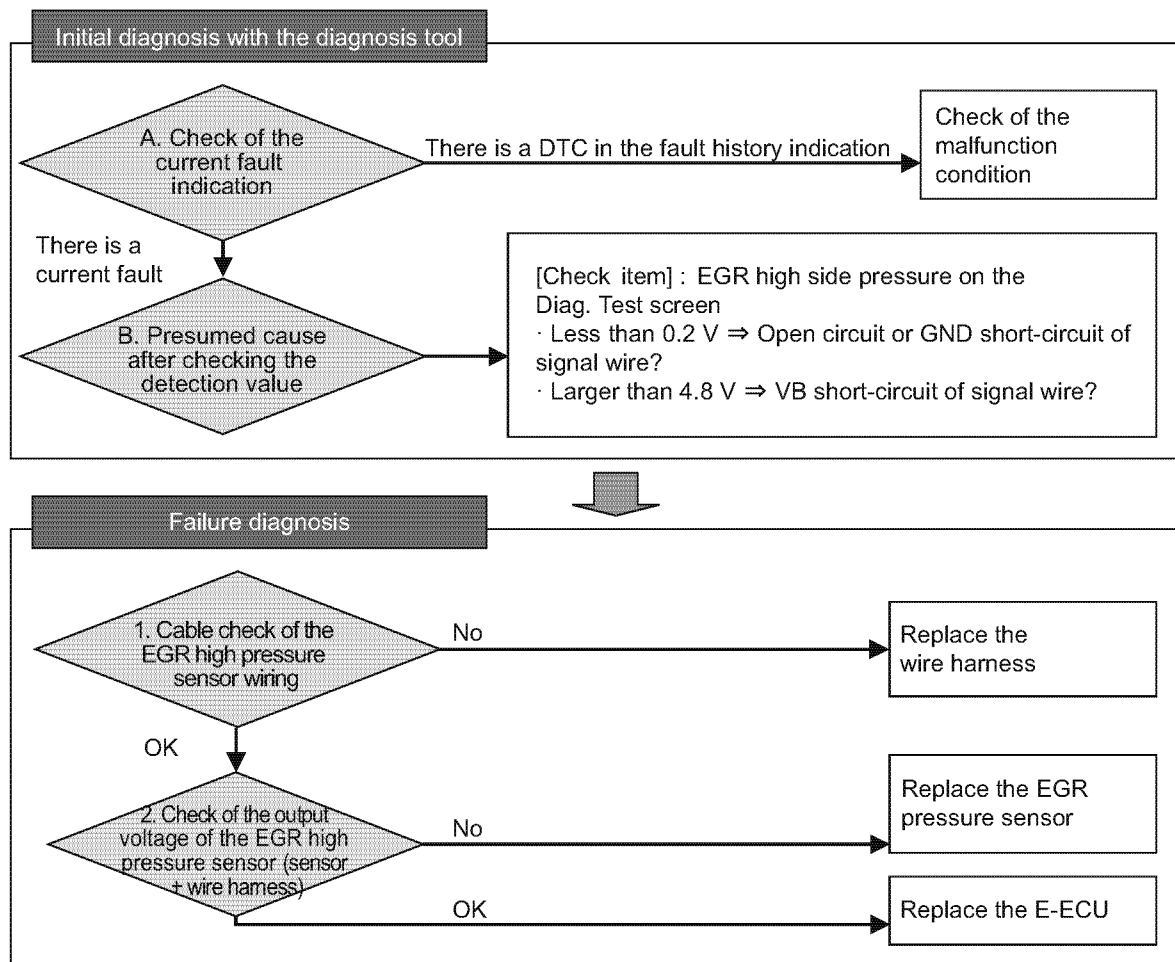 Initial diagnosis with the diagnosis tool
A. Check of the
current fault
indication
There is a DTC in the fault history indication
Check of the
malfunction
condition
There is a
current fault
B. Presumed cause
after checking the
detection value
[Check item] : EGR high side pressure on the
Diag. Test screen
· Less than 0.2 V ⇒ Open circuit or GND short-circuit of
signal wire?
· Larger than 4.8 V ⇒ VB short-circuit of signal wire?
Failure diagnosis
1. Cable check of the
EGR high pressure
sensor wiring
No
Replace the
wire harness
OK
2. Check of the output
voltage of the EGR high
pressure sensor (sensor
+ wire harness)
No
Replace the EGR
pressure sensor
OK
Replace the E-ECU